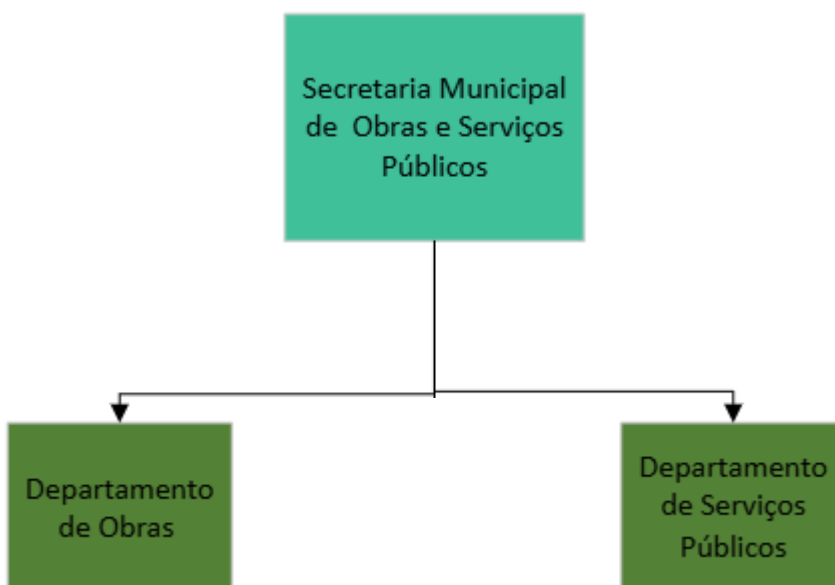 Secretaria Municipal
de Obras e Serviços
Públicos
Departamento
de Obras
Departamento
de Serviços
Públicos